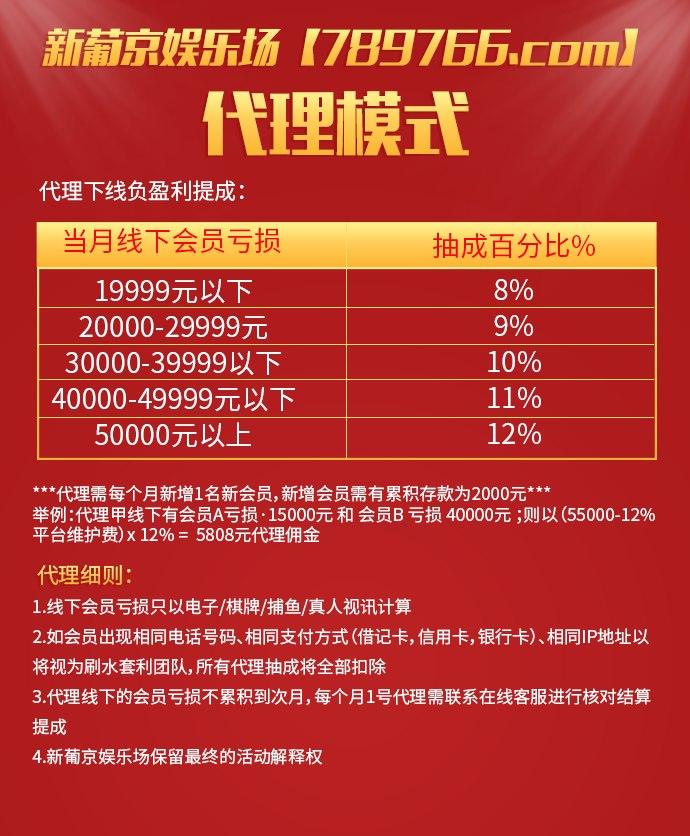 新葡京娱乐场【789766.com】
代理模式
代理下线负盈利提成：
当月线下会员亏损 抽成百分比%
19999元以下 8%
20000-29999元 9%
30000-39999以下 10%
40000-49999元以下 11%
50000元以上 12%
***代理需每个月新增1名新会员，新增会员需有累积存款为2000元***
举例：代理甲线下有会员A亏损·15000元 和 会员B 亏损 40000元 ；则以（55000-12%
平台维护费）x 12% = 5808元代理佣金
代理细则：
1.线下会员亏损只以电子/棋牌/捕鱼/真人视讯计算
2.如会员出现相同电话号码、相同支付方式（借记卡，信用卡，银行卡）、相同IP地址以
将视为刷水套利团队，所有代理抽成将全部扣除
3.代理线下的会员亏损不累积到次月，每个月1号代理需联系在线客服进行核对结算
提成
4.新葡京娱乐场保留最终的活动解释权